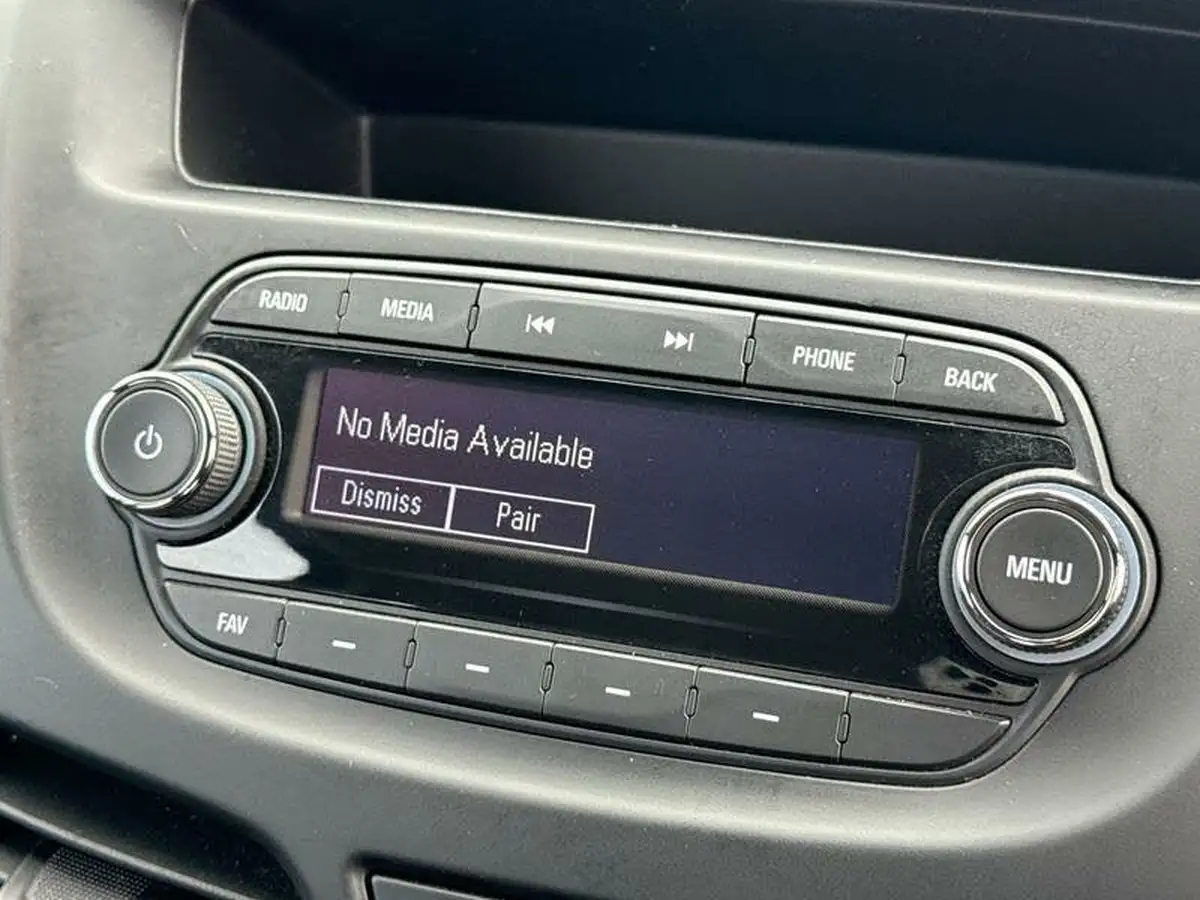 RADIO
MEDIA
PHONE
BACK
No Media Available
Dismiss
Pair
MENU
FAV